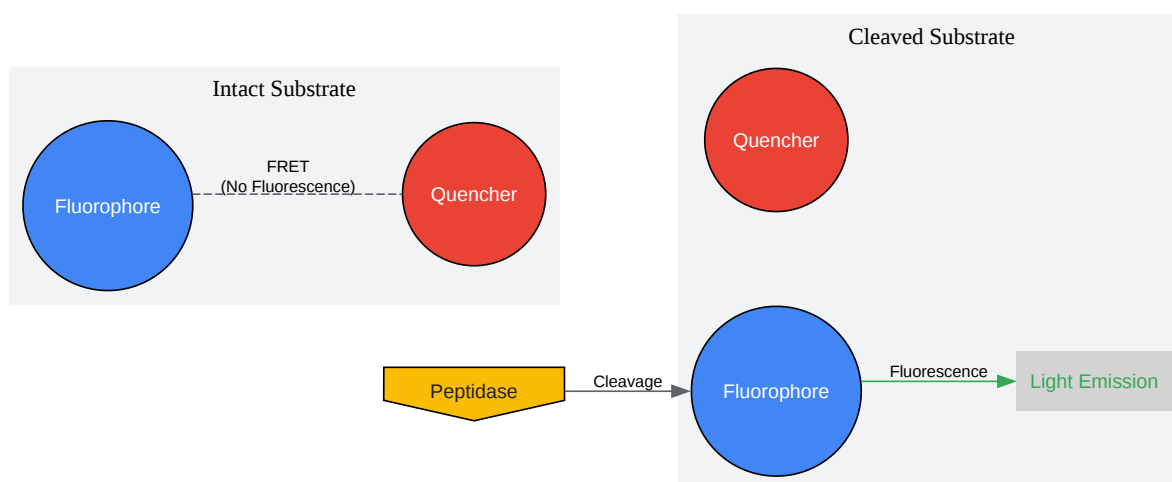 Intact Substrate
Fluorophore
FRET
(No Fluorescence)
Quencher
Cleaved Substrate
Quencher
Peptidase
Cleavage
Fluorophore
Fluorescence
Light Emission